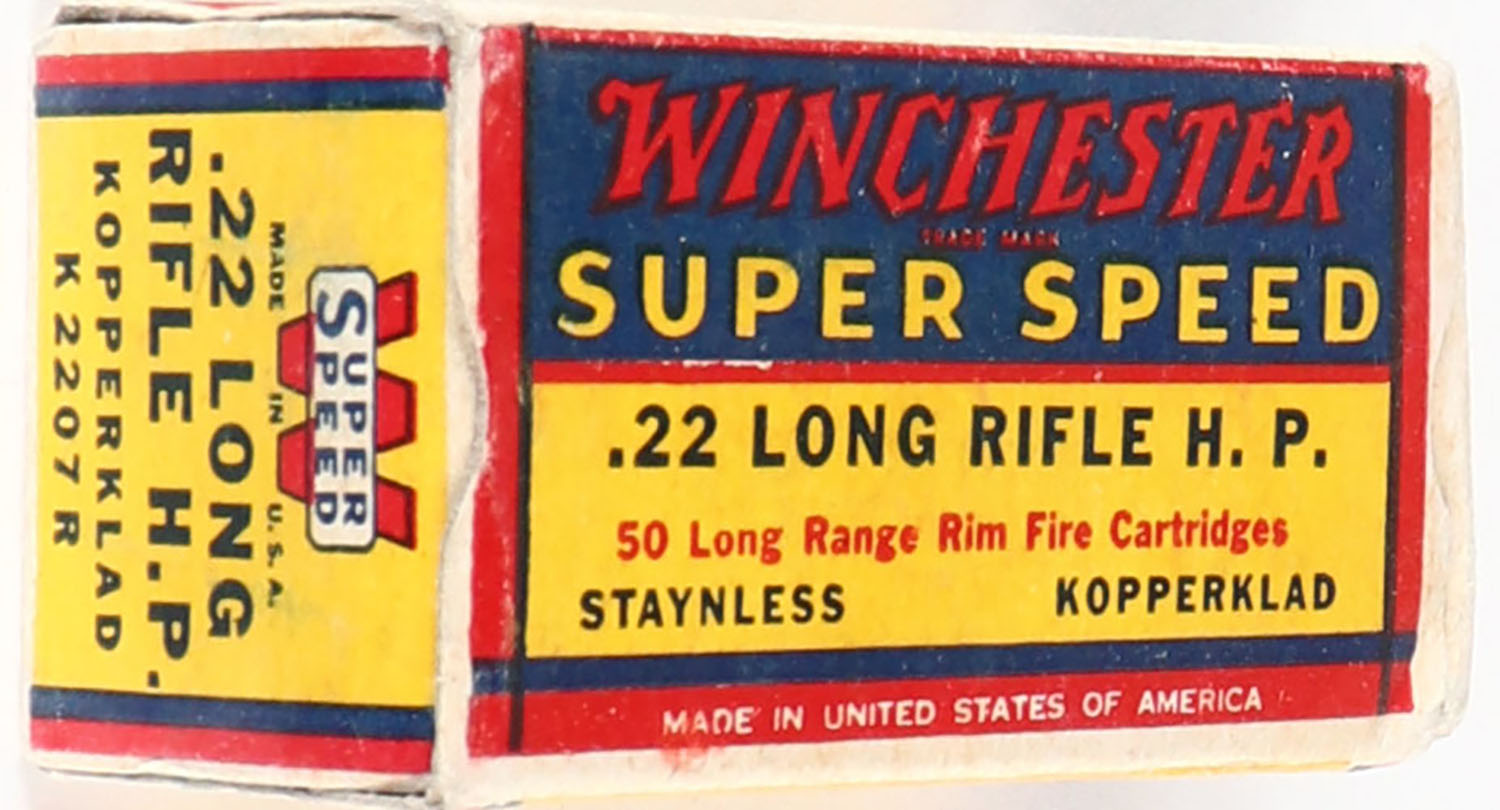 WINCHESTER
TRADE MARK
SUPER SPEED
.22 LONG RIFLE H. P.
50 Long Range Rim Fire Cartridges
STAYNLESS KOPPERKLAD
MADE IN UNITED STATES OF AMERICA
W
SUPER
SPEED
MADE IN U.S.A.
.22 LONG
RIFLE H.P.
KOPPERKLAD
K 2207 R